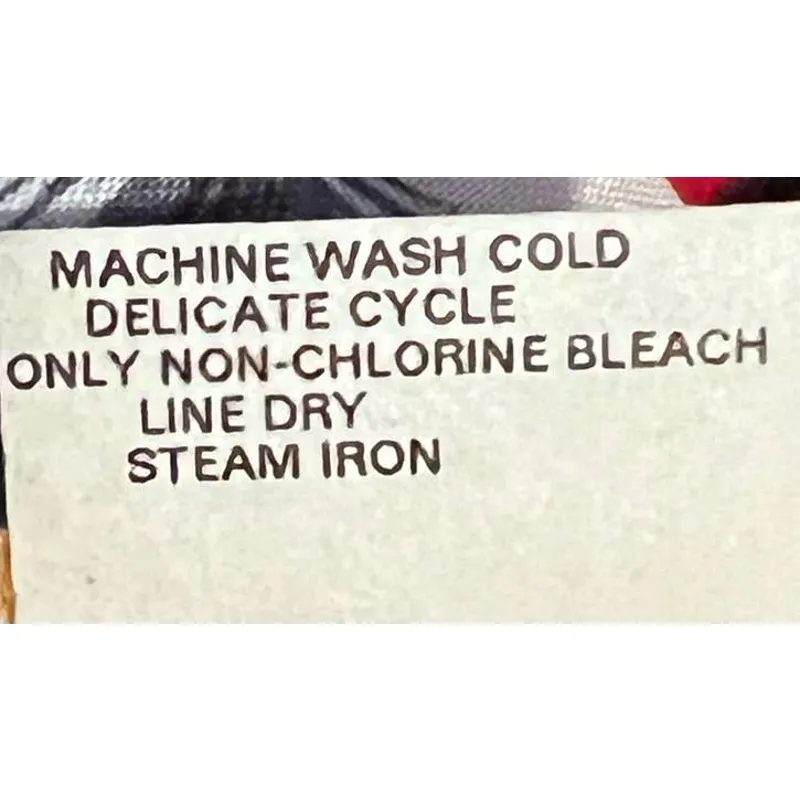 MACHINE WASH COLD
DELICATE CYCLE
ONLY NON-CHLORINE BLEACH
LINE DRY
STEAM IRON